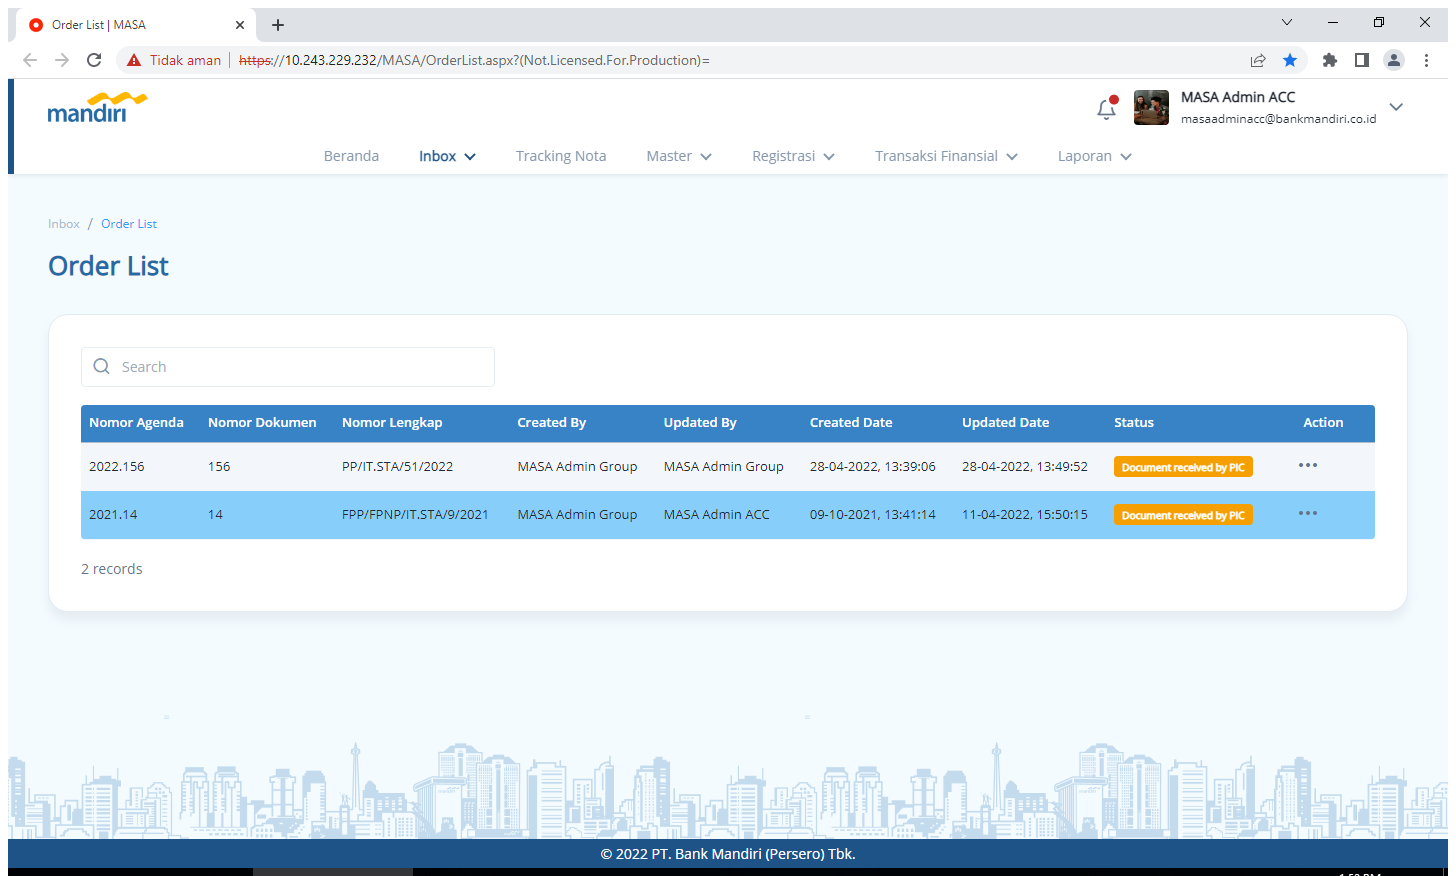 Order List | MASA
Tidak aman https://10.243.229.232/MASA/OrderList.aspx?(Not.Licensed.For.Production)=
mandiri
MASA Admin ACC
masaadminacc@bankmandiri.co.id
Beranda Inbox Tracking Nota Master Registrasi Transaksi Finansial Laporan
Inbox / Order List
Order List
Search
Nomor Agenda Nomor Dokumen Nomor Lengkap Created By Updated By Created Date Updated Date Status Action
2022.156 156 PP/IT.STA/51/2022 MASA Admin Group MASA Admin Group 28-04-2022, 13:39:06 28-04-2022, 13:49:52 Document received by PIC
2021.14 14 FPP/FPNP/IT.STA/9/2021 MASA Admin Group MASA Admin ACC 09-10-2021, 13:41:14 11-04-2022, 15:50:15 Document received by PIC
2 records
© 2022 PT. Bank Mandiri (Persero) Tbk.